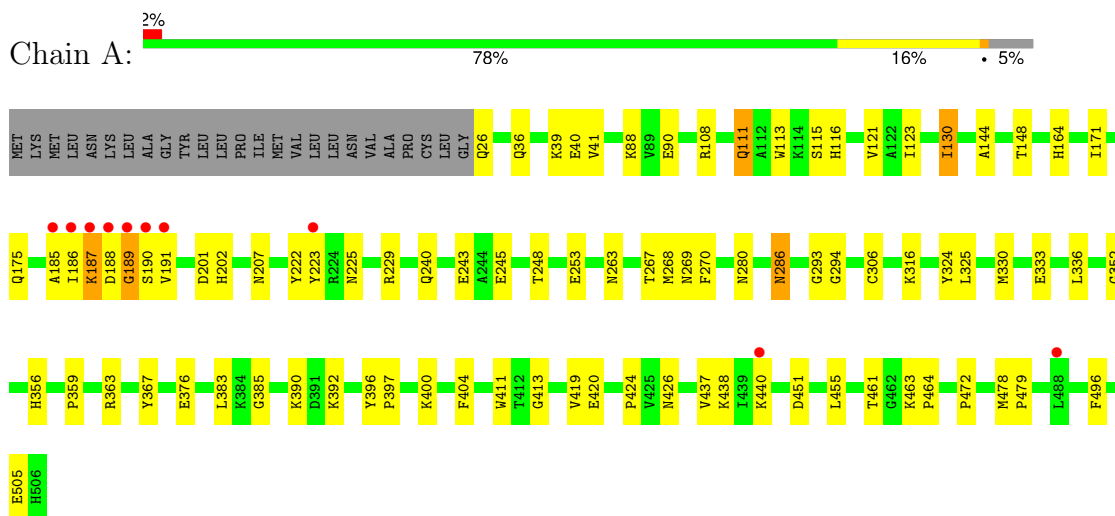 2%
Chain A:
78% 16% • 5%
MET LYS MET LEU ASN LYS LEU ALA GLY TYR LEU LEU PRO ILE MET VAL LEU LEU ASN VAL ALA PRO CYS LEU GLY Q26 Q36 K39 E40 V41 K88 V89 E90 R108 Q111 A112 W113 K114 S115 H116 V121 A122 I123 I130 A144 T148 H164 I171
Q175 A185 I186 K187 D188 G189 S190 V191 D201 H202 N207 Y222 Y223 R224 N225 R229 Q240 E243 A244 E245 T248 E253 N263 T267 M268 N269 F270 N280 N286 G293 G294 C306 K316 Y324 L325 M330 E333 L336 G352
H356 P359 R363 Y367 E376 L383 K384 G385 K390 D391 K392 Y396 P397 K400 F404 W411 T412 G413 V419 E420 P424 V425 N426 V437 K438 I439 K440 D451 L455 T461 G462 K463 P464 P472 M478 P479 L488 F496
E505 H506